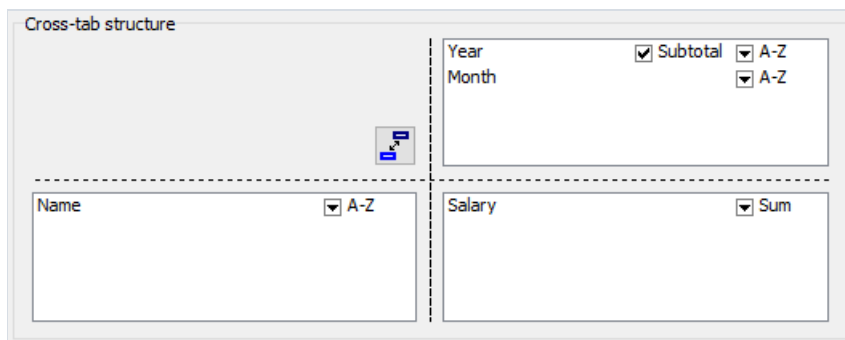 Cross-tab structure
Year Subtotal A-Z
Month A-Z
Name A-Z
Salary Sum